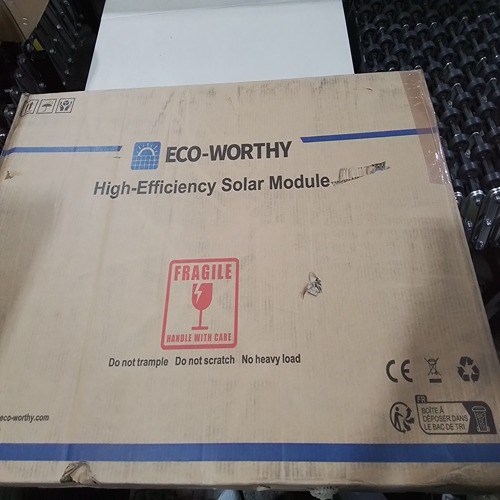 ECO-WORTHY
High-Efficiency Solar Module
FRAGILE
HANDLE WITH CARE
Do not trample Do not scratch No heavy load
CE
FR
BOÎTE À
DÉPOSER DANS
LE BAC DE TRI
eco-worthy.com